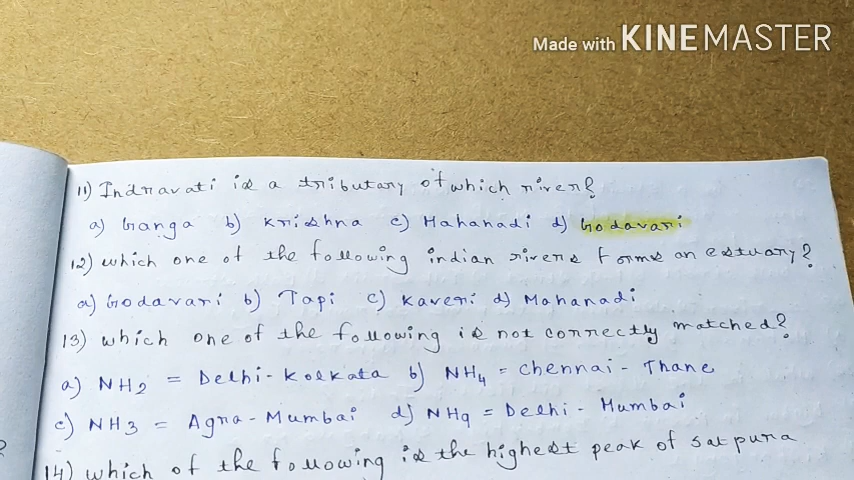 Made with KINEMASTER
11) Indravati is a tributary of which river?
a) Ganga b) Krishna c) Mahanadi d) Godavari
12) which one of the following indian rivers forms an estuary?
a) Godavari b) Tapi c) Kaveri d) Mahanadi
13) which one of the following is not correctly matched?
a) NH2 = Delhi-Kolkata b) NH4 = Chennai - Thane
c) NH3 = Agra-Mumbai d) NH9 = Delhi - Mumbai
14) which of the following is the highest peak of satpura